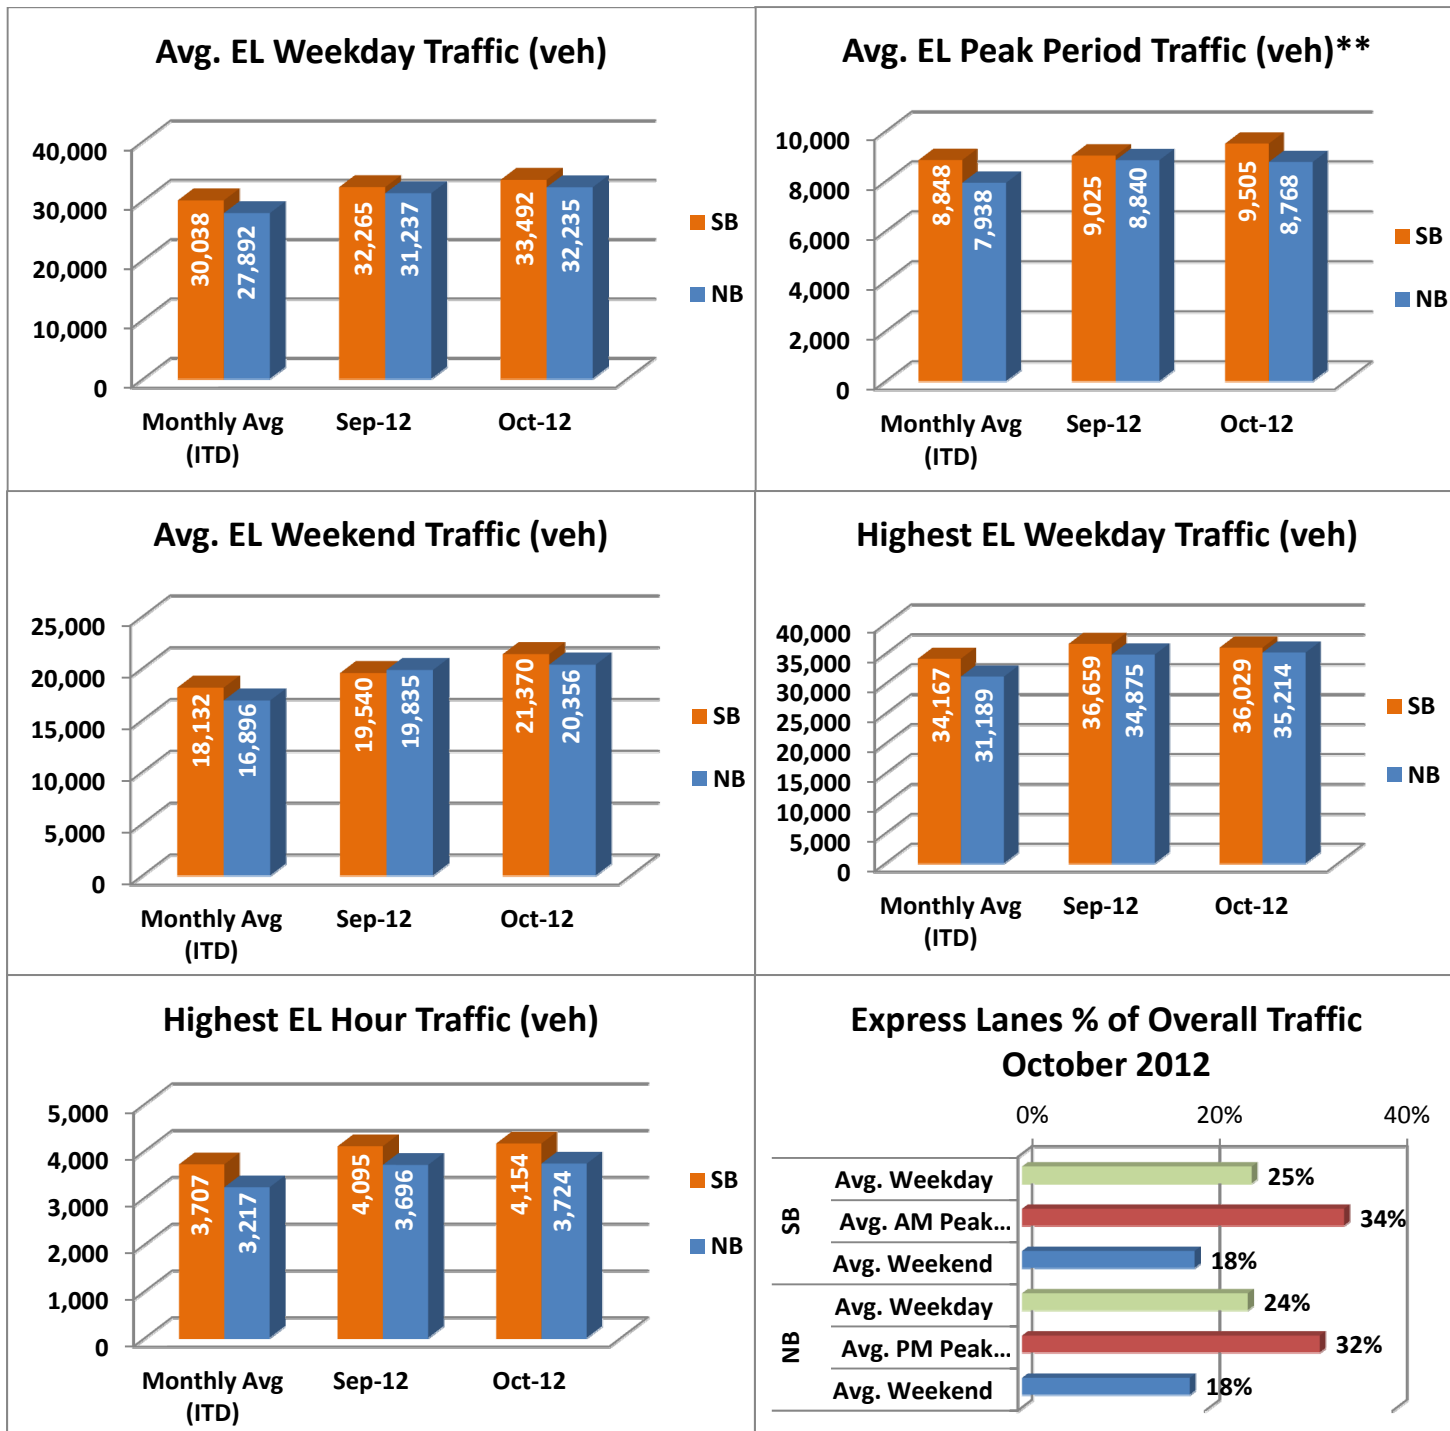 Avg. EL Weekday Traffic (veh)
40,000
30,000
20,000
10,000
0
30,038
27,892
32,265
31,237
33,492
32,235
Monthly Avg
(ITD)
Sep-12
Oct-12
SB
NB
Avg. EL Peak Period Traffic (veh)**
10,000
8,000
6,000
4,000
2,000
0
8,848
7,938
9,025
8,840
9,505
8,768
Monthly Avg
(ITD)
Sep-12
Oct-12
SB
NB
Avg. EL Weekend Traffic (veh)
25,000
20,000
15,000
10,000
5,000
0
18,132
16,896
19,540
19,835
21,370
20,356
Monthly Avg
(ITD)
Sep-12
Oct-12
SB
NB
Highest EL Weekday Traffic (veh)
40,000
35,000
30,000
25,000
20,000
15,000
10,000
5,000
0
34,167
31,189
36,659
34,875
36,029
35,214
Monthly Avg
(ITD)
Sep-12
Oct-12
SB
NB
Highest EL Hour Traffic (veh)
5,000
4,000
3,000
2,000
1,000
0
3,707
3,217
4,095
3,696
4,154
3,724
Monthly Avg
(ITD)
Sep-12
Oct-12
SB
NB
Express Lanes % of Overall Traffic
October 2012
0% 20% 40%
SB
Avg. Weekday 25%
Avg. AM Peak... 34%
Avg. Weekend 18%
NB
Avg. Weekday 24%
Avg. PM Peak... 32%
Avg. Weekend 18%